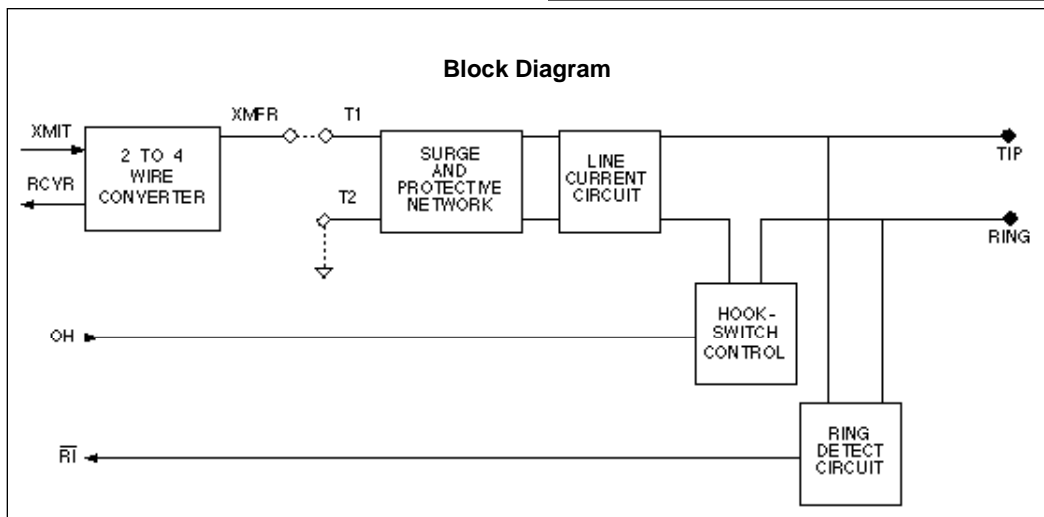 Block Diagram
XMIT
RCVR
2 TO 4
WIRE
CONVERTER
XMFR
T1
T2
SURGE
AND
PROTECTIVE
NETWORK
LINE
CURRENT
CIRCUIT
TIP
RING
OH
HOOK-
SWITCH
CONTROL
RI
RING
DETECT
CIRCUIT